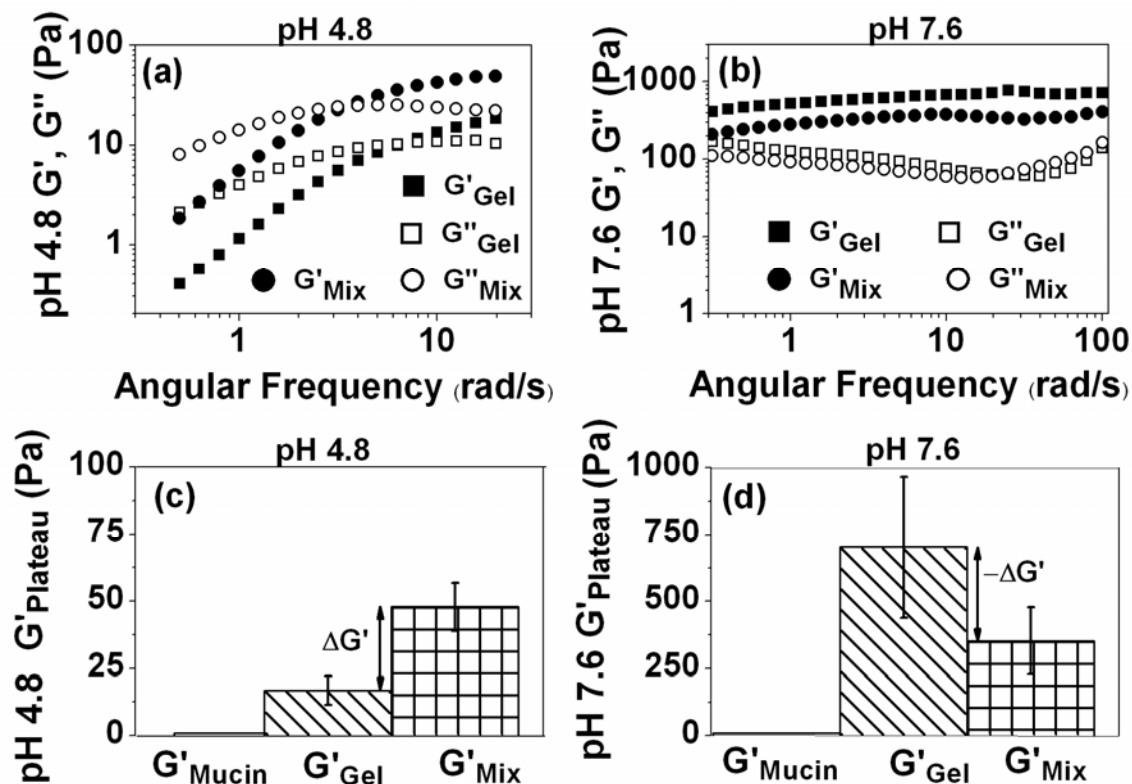 pH 4.8
(a)
pH 4.8 G', G'' (Pa)
100
10
1
G'Gel
G''Gel
G'Mix
G''Mix
1
10
Angular Frequency (rad/s)
pH 7.6
(b)
pH 7.6 G', G'' (Pa)
1000
100
10
1
G'Gel
G''Gel
G'Mix
G''Mix
1
10
100
Angular Frequency (rad/s)
pH 4.8
(c)
pH 4.8 G'Plateau (Pa)
100
75
50
25
0
ΔG'
G'Mucin
G'Gel
G'Mix
pH 7.6
(d)
pH 7.6 G'Plateau (Pa)
1000
750
500
250
0
−ΔG'
G'Mucin
G'Gel
G'Mix